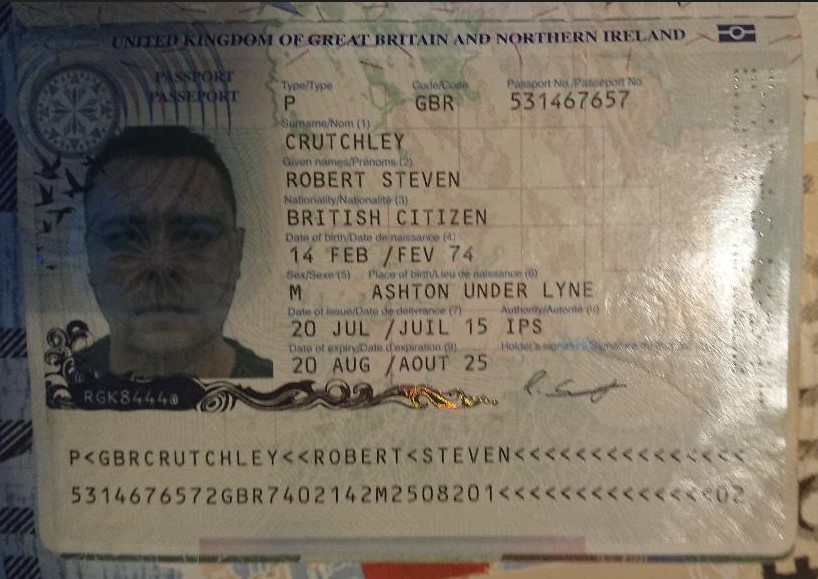 UNITED KINGDOM OF GREAT BRITAIN AND NORTHERN IRELAND
PASSPORT
PASSEPORT
Type/Type Code/Code Passport No./Passeport No.
P GBR 531467657
Surname/Nom (1)
CRUTCHLEY
Given names/Prénoms (2)
ROBERT STEVEN
Nationality/Nationalité (3)
BRITISH CITIZEN
Date of birth/Date de naissance (4)
14 FEB /FEV 74
Sex/Sexe (5) Place of birth/Lieu de naissance (6)
M ASHTON UNDER LYNE
Date of issue/Date de délivrance (7) Authority/Autorité (8)
20 JUL /JUIL 15 IPS
Date of expiry/Date d'expiration (9) Holder's signature/Signature
20 AUG /AOUT 25
RGK8444a
P<GBRCRUTCHLEY<<ROBERT<STEVEN<<<<<<<<<<<<<<<
5314676572GBR7402142M2508201<<<<<<<<<<<<<<02